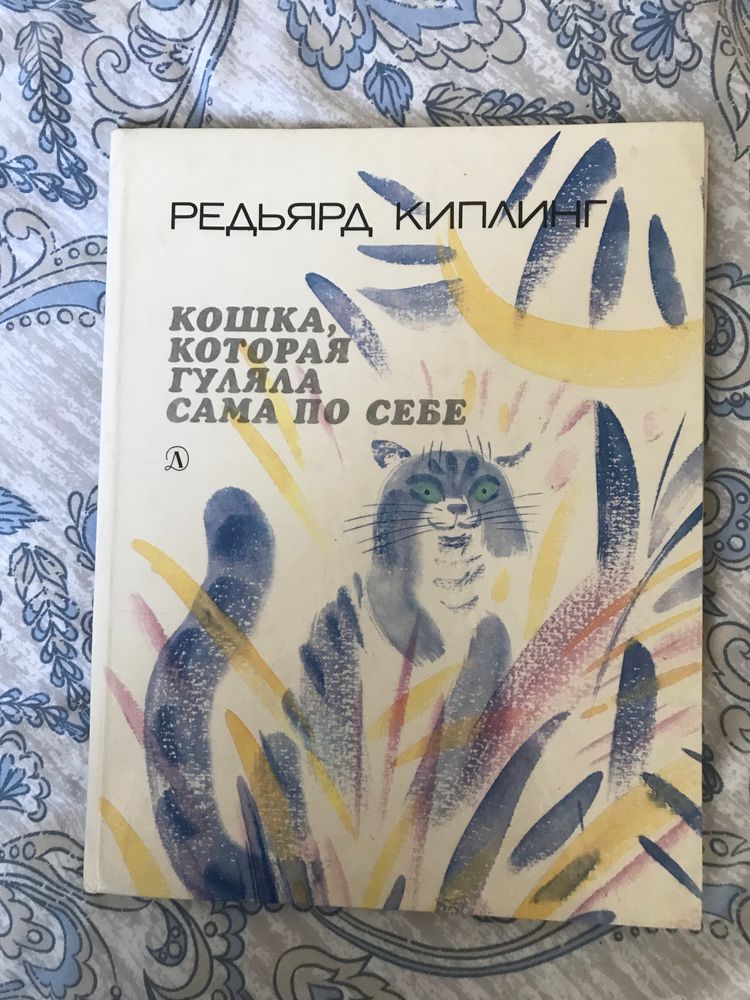 РЕДЬЯРД КИПЛИНГ
КОШКА,
КОТОРАЯ
ГУЛЯЛА
САМА ПО СЕБЕ
Д